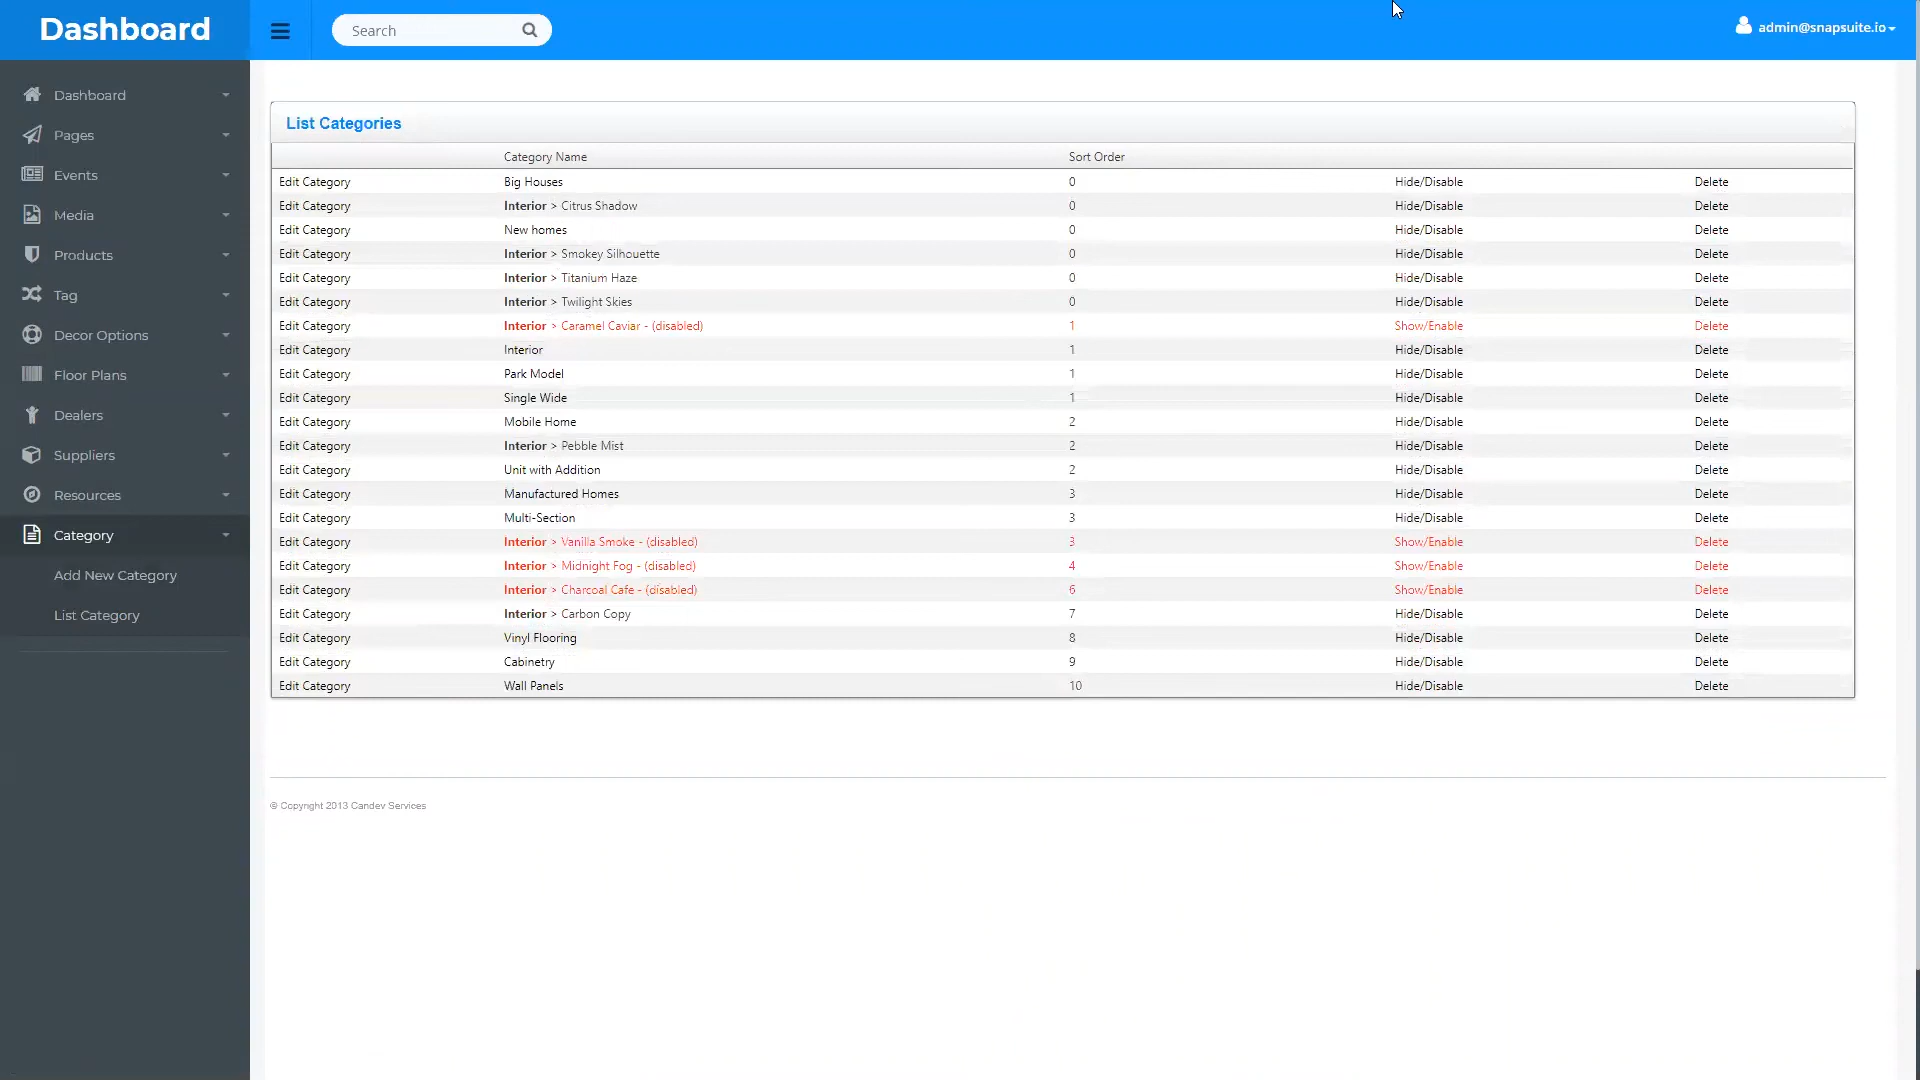 Dashboard
Search
admin@snapsuite.io
Dashboard
Pages
Events
Media
Products
Tag
Decor Options
Floor Plans
Dealers
Suppliers
Resources
Category
Add New Category
List Category
List Categories
Category Name Sort Order
Edit Category Big Houses 0 Hide/Disable Delete
Edit Category Interior > Citrus Shadow 0 Hide/Disable Delete
Edit Category New homes 0 Hide/Disable Delete
Edit Category Interior > Smokey Silhouette 0 Hide/Disable Delete
Edit Category Interior > Titanium Haze 0 Hide/Disable Delete
Edit Category Interior > Twilight Skies 0 Hide/Disable Delete
Edit Category Interior > Caramel Caviar - (disabled) 1 Show/Enable Delete
Edit Category Interior 1 Hide/Disable Delete
Edit Category Park Model 1 Hide/Disable Delete
Edit Category Single Wide 1 Hide/Disable Delete
Edit Category Mobile Home 2 Hide/Disable Delete
Edit Category Interior > Pebble Mist 2 Hide/Disable Delete
Edit Category Unit with Addition 2 Hide/Disable Delete
Edit Category Manufactured Homes 3 Hide/Disable Delete
Edit Category Multi-Section 3 Hide/Disable Delete
Edit Category Interior > Vanilla Smoke - (disabled) 3 Show/Enable Delete
Edit Category Interior > Midnight Fog - (disabled) 4 Show/Enable Delete
Edit Category Interior > Charcoal Cafe - (disabled) 6 Show/Enable Delete
Edit Category Interior > Carbon Copy 7 Hide/Disable Delete
Edit Category Vinyl Flooring 8 Hide/Disable Delete
Edit Category Cabinetry 9 Hide/Disable Delete
Edit Category Wall Panels 10 Hide/Disable Delete
© Copyright 2013 Candev Services